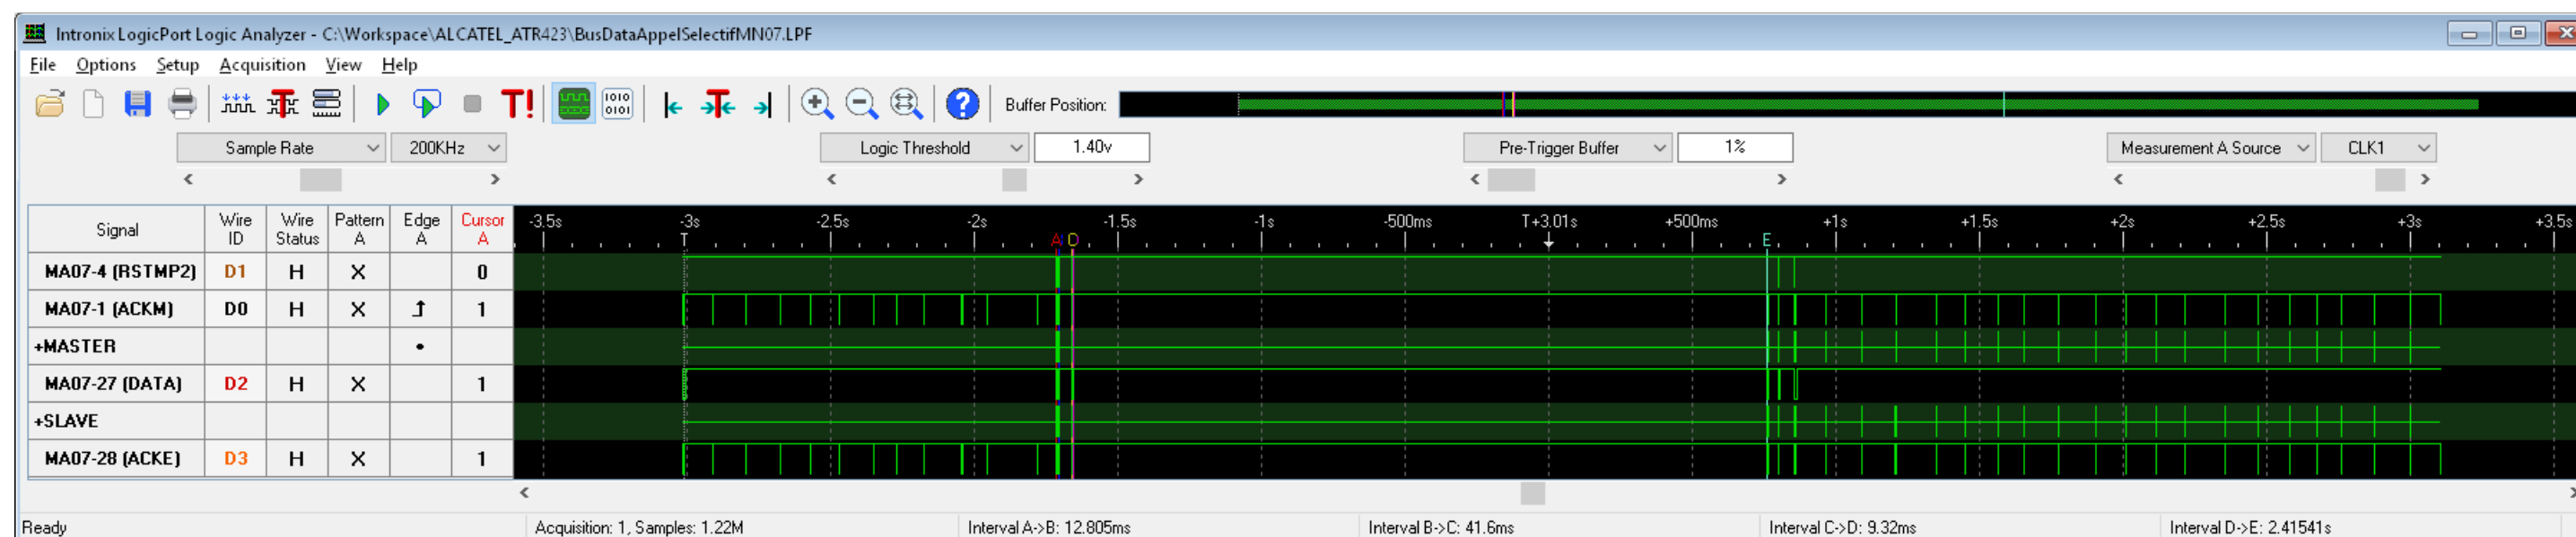 Intronix LogicPort Logic Analyzer - C:\Workspace\ALCATEL_ATR423\BusDataAppelSelectifMN07.LPF
File Options Setup Acquisition View Help
T! 1010 0101 ? Buffer Position:
Sample Rate 200KHz Logic Threshold 1.40v Pre-Trigger Buffer 1% Measurement A Source CLK1
Signal Wire ID Wire Status Pattern A Edge A Cursor A -3.5s -3s -2.5s -2s -1.5s -1s -500ms T+3.01s +500ms +1s +1.5s +2s +2.5s +3s +3.5s
T A D E
MA07-4 (RSTMP2) D1 H X 0
MA07-1 (ACKM) D0 H X 1
+MASTER
MA07-27 (DATA) D2 H X 1
+SLAVE
MA07-28 (ACKE) D3 H X 1
Ready Acquisition: 1, Samples: 1.22M Interval A->B: 12.805ms Interval B->C: 41.6ms Interval C->D: 9.32ms Interval D->E: 2.41541s